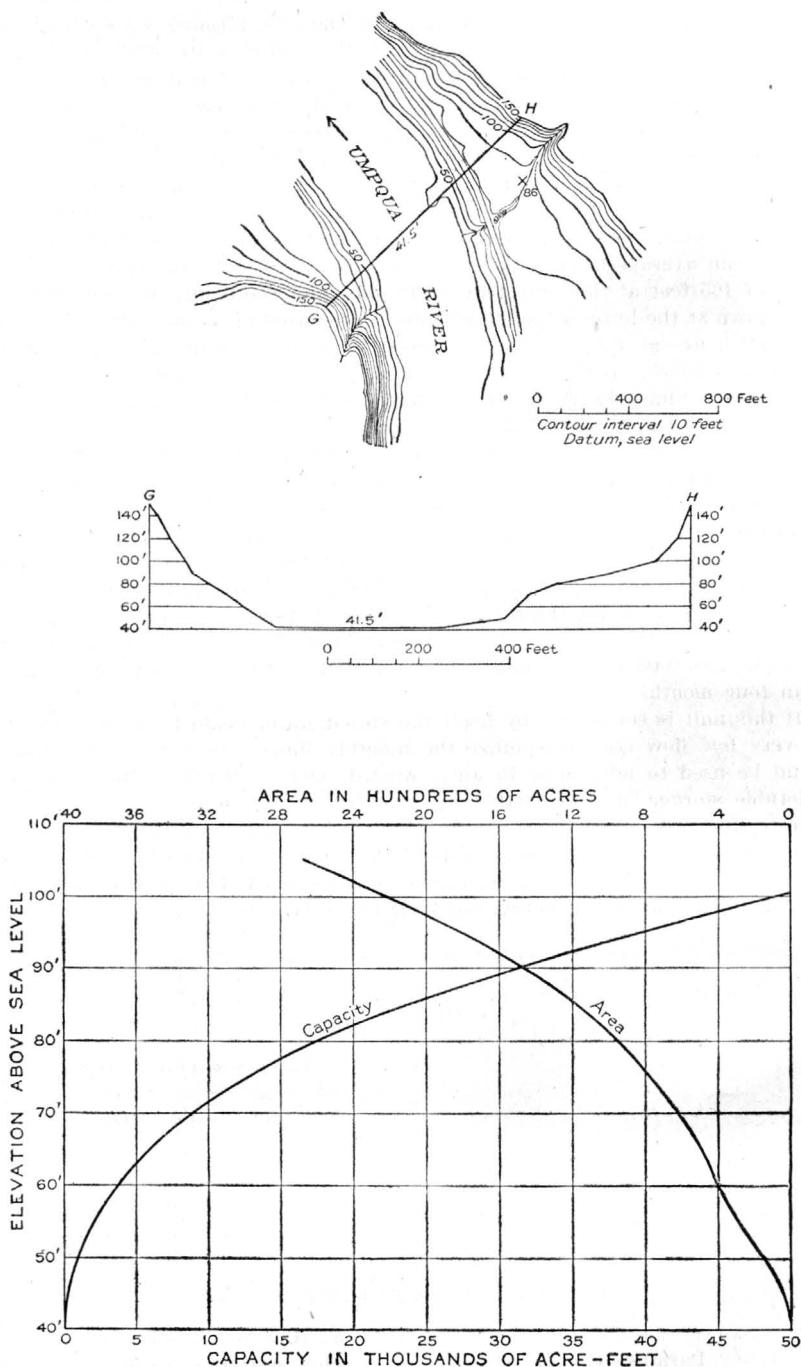 H
150
100
50
UMPQUA
86
41.5
50
100
150
G
RIVER
0 400 800 Feet
Contour interval 10 feet
Datum, sea level
G H
140' 140'
120' 120'
100' 100'
80' 80'
60' 60'
40' 41.5' 40'
0 200 400 Feet
AREA IN HUNDREDS OF ACRES
40 36 32 28 24 20 16 12 8 4 0
110'
100'
90'
80'
70'
60'
50'
40'
ELEVATION ABOVE SEA LEVEL
Capacity
Area
0 5 10 15 20 25 30 35 40 45 50
CAPACITY IN THOUSANDS OF ACRE-FEET